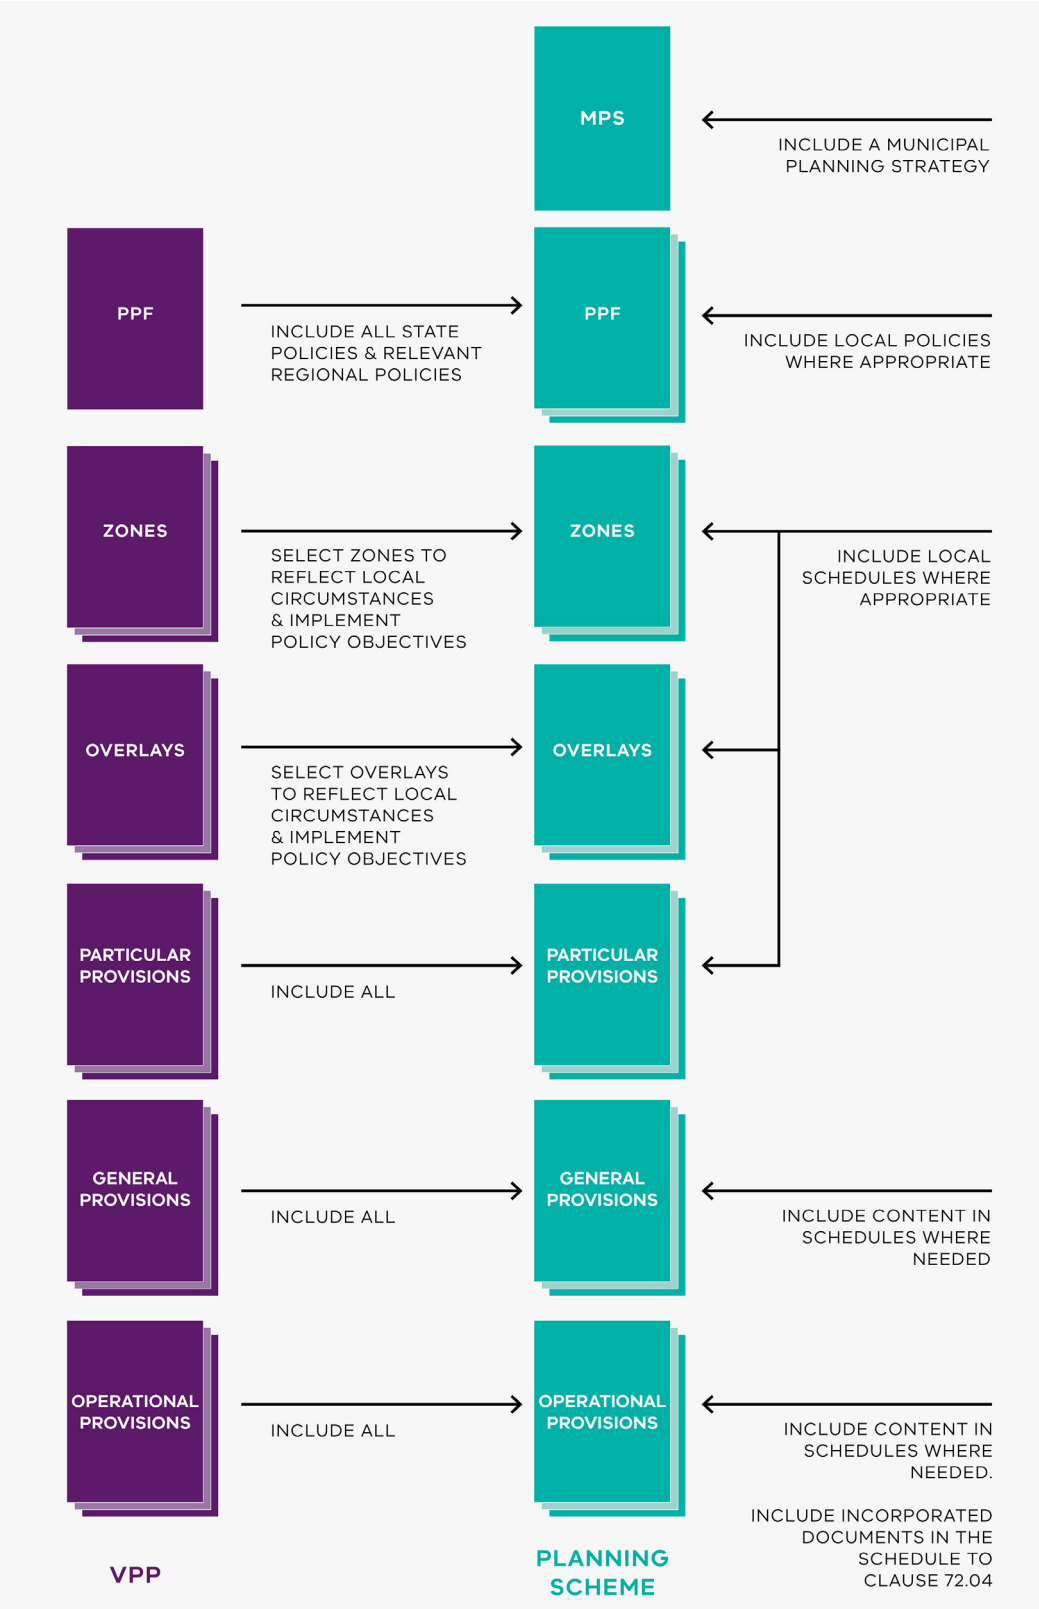 MPS
INCLUDE A MUNICIPAL
PLANNING STRATEGY
PPF
INCLUDE ALL STATE
POLICIES & RELEVANT
REGIONAL POLICIES
PPF
INCLUDE LOCAL POLICIES
WHERE APPROPRIATE
ZONES
SELECT ZONES TO
REFLECT LOCAL
CIRCUMSTANCES
& IMPLEMENT
POLICY OBJECTIVES
ZONES
INCLUDE LOCAL
SCHEDULES WHERE
APPROPRIATE
OVERLAYS
SELECT OVERLAYS
TO REFLECT LOCAL
CIRCUMSTANCES
& IMPLEMENT
POLICY OBJECTIVES
OVERLAYS
PARTICULAR
PROVISIONS
INCLUDE ALL
PARTICULAR
PROVISIONS
GENERAL
PROVISIONS
INCLUDE ALL
GENERAL
PROVISIONS
INCLUDE CONTENT IN
SCHEDULES WHERE
NEEDED
OPERATIONAL
PROVISIONS
INCLUDE ALL
OPERATIONAL
PROVISIONS
INCLUDE CONTENT IN
SCHEDULES WHERE
NEEDED.
INCLUDE INCORPORATED
DOCUMENTS IN THE
SCHEDULE TO
CLAUSE 72.04
VPP
PLANNING
SCHEME